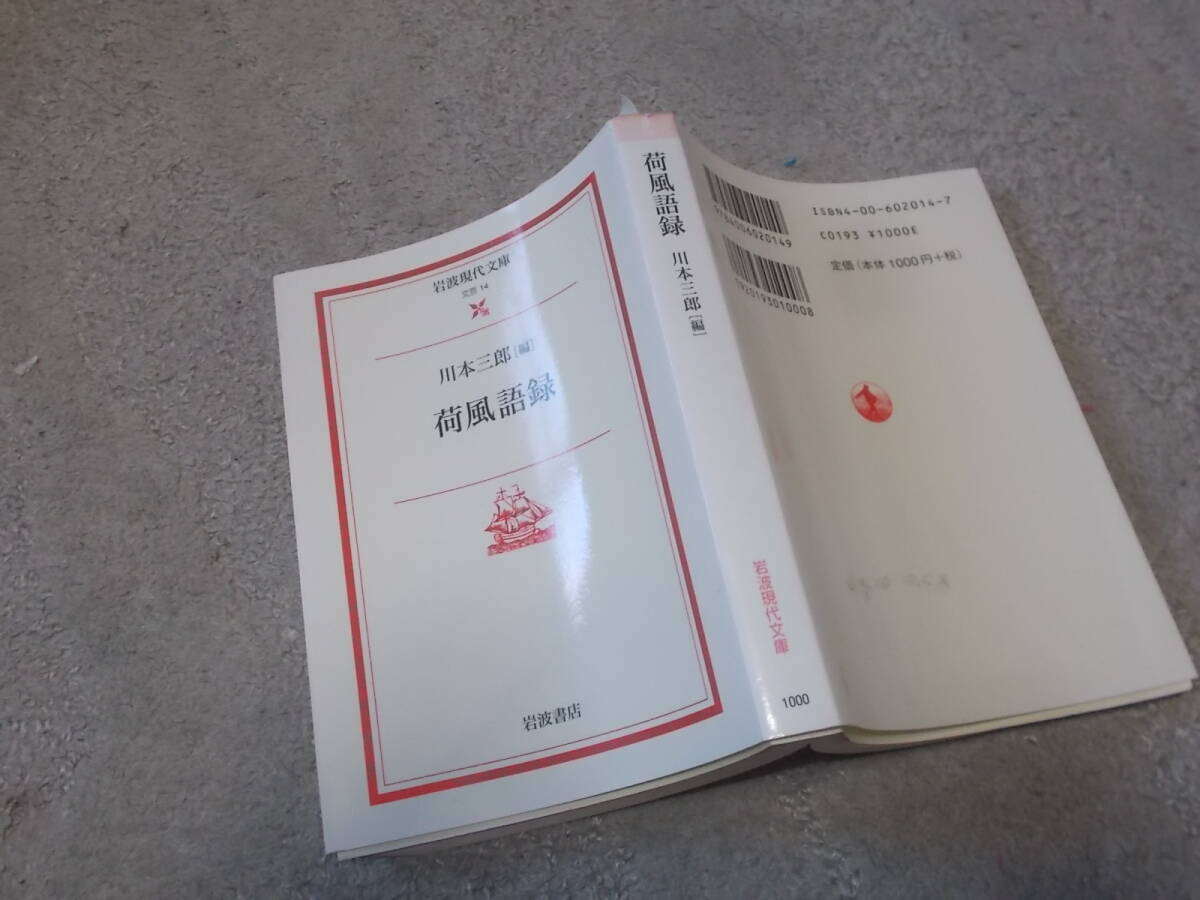 岩波現代文庫
文芸 14
川本三郎[編]
荷風語録
岩波書店
荷風語録
川本三郎[編]
岩波現代文庫
1000
9784006020149
1920193010008
ISBN4-00-602014-7
C0193 ¥1000E
定価(本体1000円+税)